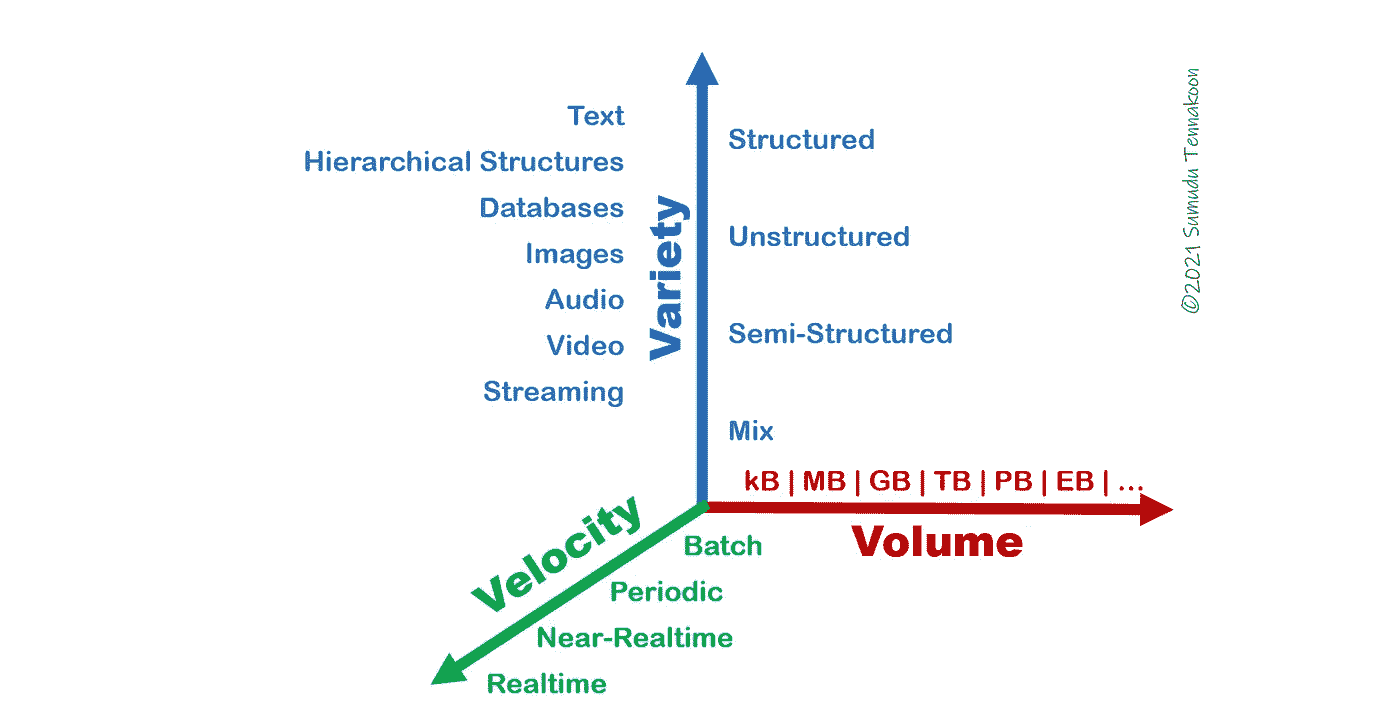 Text
Hierarchical Structures
Databases
Images
Audio
Video
Streaming
Variety
Structured
Unstructured
Semi-Structured
Mix
kB | MB | GB | TB | PB | EB | ...
Volume
Velocity
Batch
Periodic
Near-Realtime
Realtime
©2021 Sumudu Tennakoon